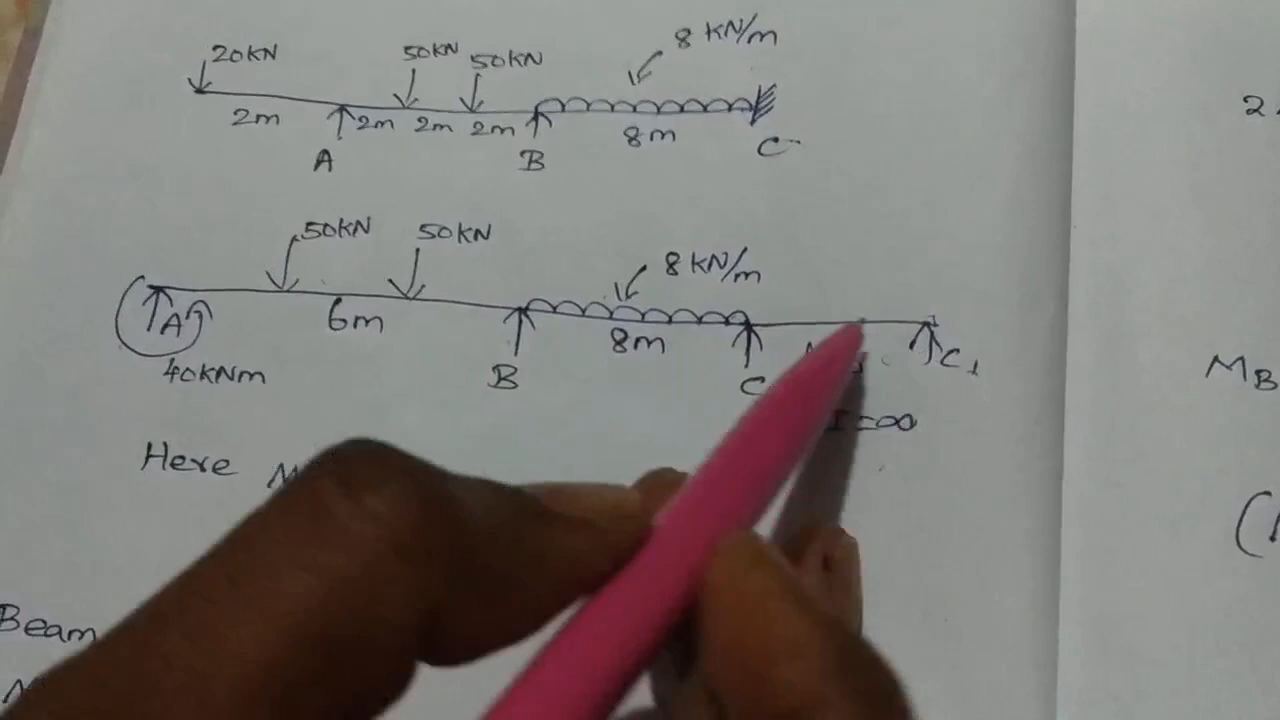 20KN 50KN 50KN 8 KN/m
2m 2m 2m 2m 8m
A B C
50KN 50KN 8 KN/m
A 6m 8m
40KNm B C C1
I=∞
Here
MB
Beam